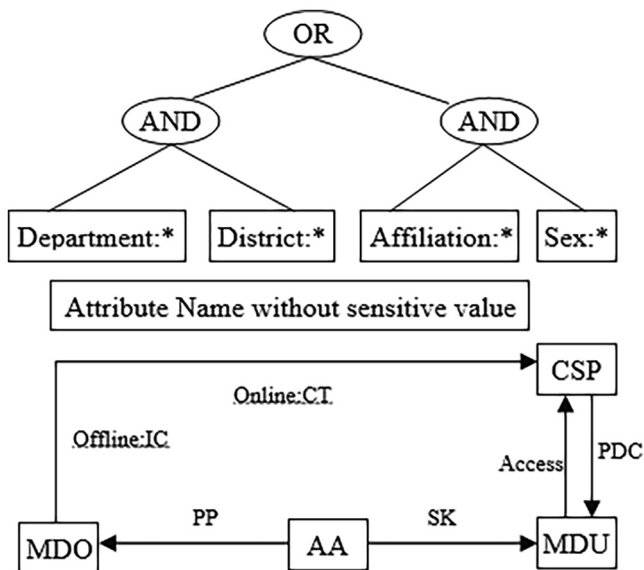 OR
AND
AND
Department:*
District:*
Affiliation:*
Sex:*
Attribute Name without sensitive value
CSP
Online:CT
Offline:IC
Access
PDC
PP
SK
MDO
AA
MDU